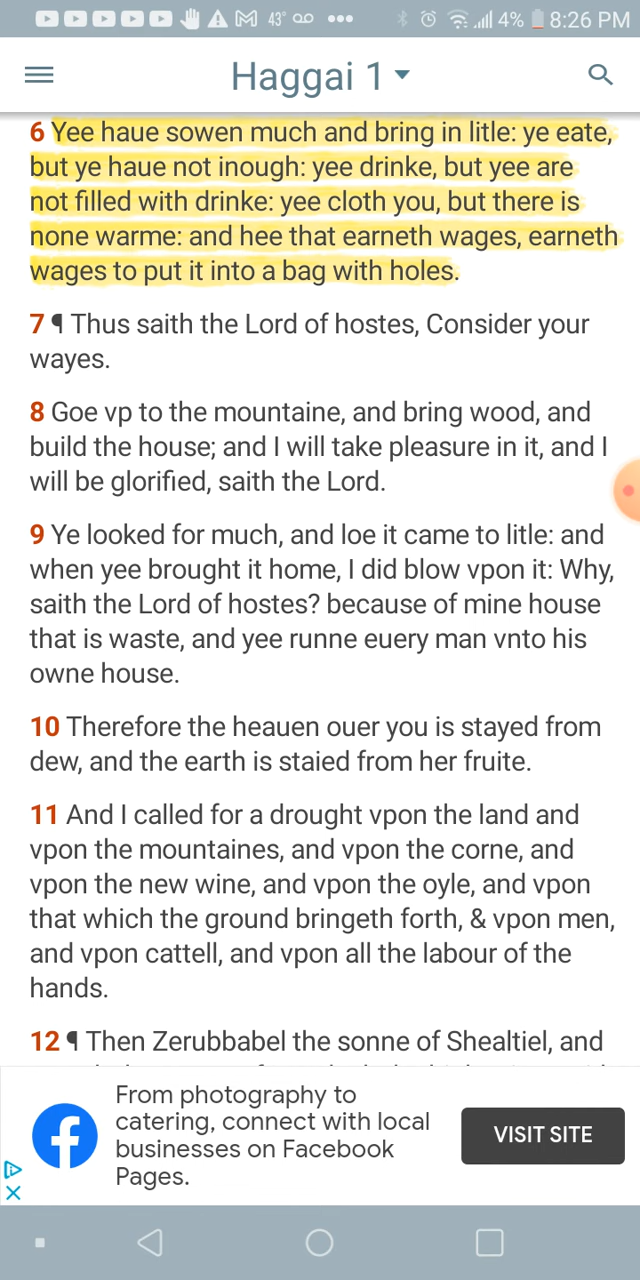 43° ••• 4% 8:26 PM
Haggai 1
6 Yee haue sowen much and bring in litle: ye eate,
but ye haue not inough: yee drinke, but yee are
not filled with drinke: yee cloth you, but there is
none warme: and hee that earneth wages, earneth
wages to put it into a bag with holes.
7 ¶ Thus saith the Lord of hostes, Consider your
wayes.
8 Goe vp to the mountaine, and bring wood, and
build the house; and I will take pleasure in it, and I
will be glorified, saith the Lord.
9 Ye looked for much, and loe it came to litle: and
when yee brought it home, I did blow vpon it: Why,
saith the Lord of hostes? because of mine house
that is waste, and yee runne euery man vnto his
owne house.
10 Therefore the heauen ouer you is stayed from
dew, and the earth is staied from her fruite.
11 And I called for a drought vpon the land and
vpon the mountaines, and vpon the corne, and
vpon the new wine, and vpon the oyle, and vpon
that which the ground bringeth forth, & vpon men,
and vpon cattell, and vpon all the labour of the
hands.
12 ¶ Then Zerubbabel the sonne of Shealtiel, and
From photography to
catering, connect with local
businesses on Facebook
Pages.
VISIT SITE